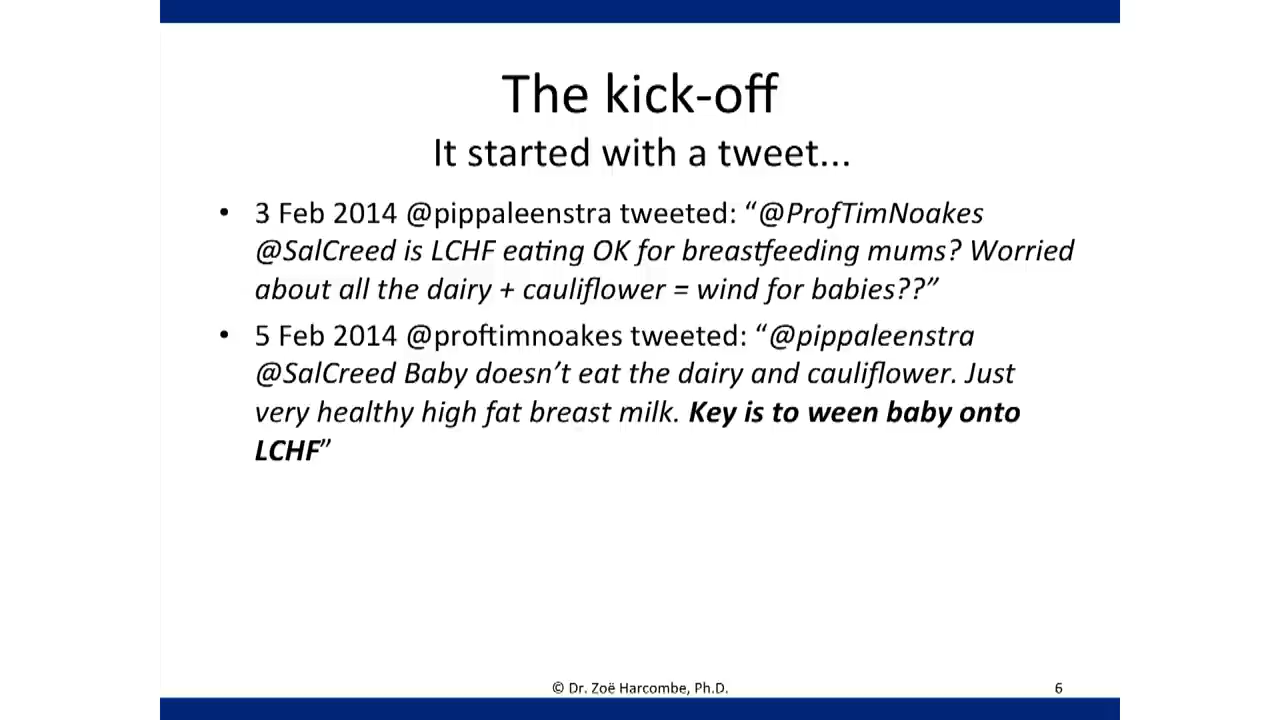 The kick-off
It started with a tweet...
• 3 Feb 2014 @pippaleenstra tweeted: “@ProfTimNoakes
@SalCreed is LCHF eating OK for breastfeeding mums? Worried
about all the dairy + cauliflower = wind for babies??”
• 5 Feb 2014 @proftimnoakes tweeted: “@pippaleenstra
@SalCreed Baby doesn’t eat the dairy and cauliflower. Just
very healthy high fat breast milk. Key is to ween baby onto
LCHF”
© Dr. Zoë Harcombe, Ph.D.
6